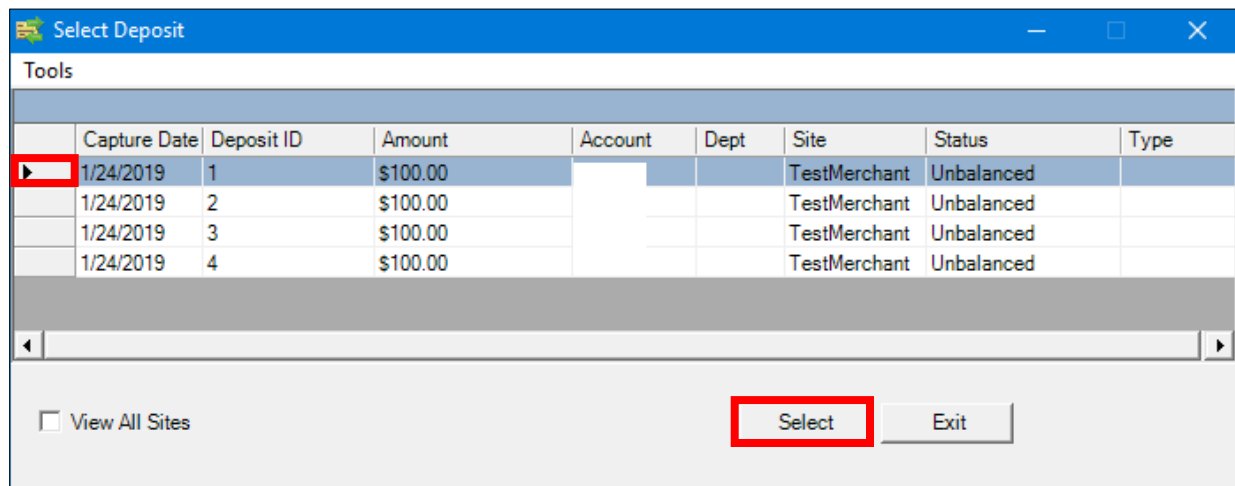 Select Deposit
Tools
Capture Date Deposit ID Amount Account Dept Site Status Type
1/24/2019 1 $100.00 TestMerchant Unbalanced
1/24/2019 2 $100.00 TestMerchant Unbalanced
1/24/2019 3 $100.00 TestMerchant Unbalanced
1/24/2019 4 $100.00 TestMerchant Unbalanced
View All Sites Select Exit